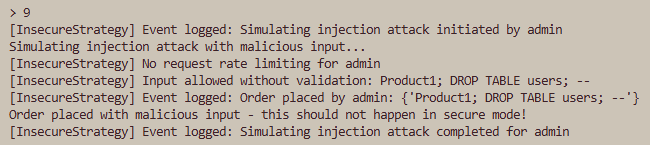 > 9
[InsecureStrategy] Event logged: Simulating injection attack initiated by admin
Simulating injection attack with malicious input...
[InsecureStrategy] No request rate limiting for admin
[InsecureStrategy] Input allowed without validation: Product1; DROP TABLE users; --
[InsecureStrategy] Event logged: Order placed by admin: {'Product1; DROP TABLE users; --'}
Order placed with malicious input - this should not happen in secure mode!
[InsecureStrategy] Event logged: Simulating injection attack completed for admin